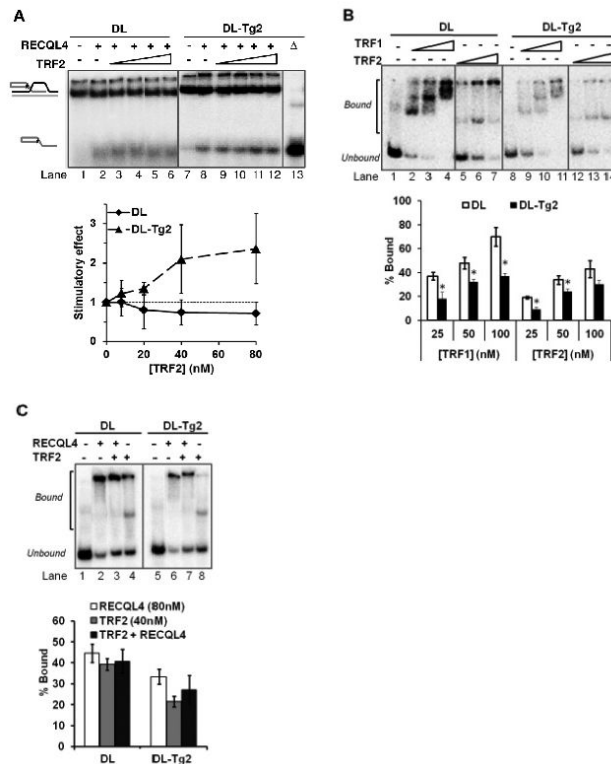 A
DL DL-Tg2
RECQL4 - + + + + + - + + + + + Δ
TRF2
Lane 1 2 3 4 5 6 7 8 9 10 11 12 13
DL
DL-Tg2
Stimulatory effect
3
2
1
0
0 20 40 60 80
[TRF2] (nM)
B
DL DL-Tg2
TRF1 - - - - -
TRF2 - - - -
Bound
Unbound
Lane 1 2 3 4 5 6 7 8 9 10 11 12 13 14
DL DL-Tg2
% Bound
100
80
60
40
20
0
* * * * *
25 50 100 25 50 100
[TRF1] (nM) [TRF2] (nM)
C
DL DL-Tg2
RECQL4 - + + - - + + -
TRF2 - - + + - - + +
Bound
Unbound
Lane 1 2 3 4 5 6 7 8
RECQL4 (80nM)
TRF2 (40nM)
TRF2 + RECQL4
% Bound
60
50
40
30
20
10
0
DL DL-Tg2